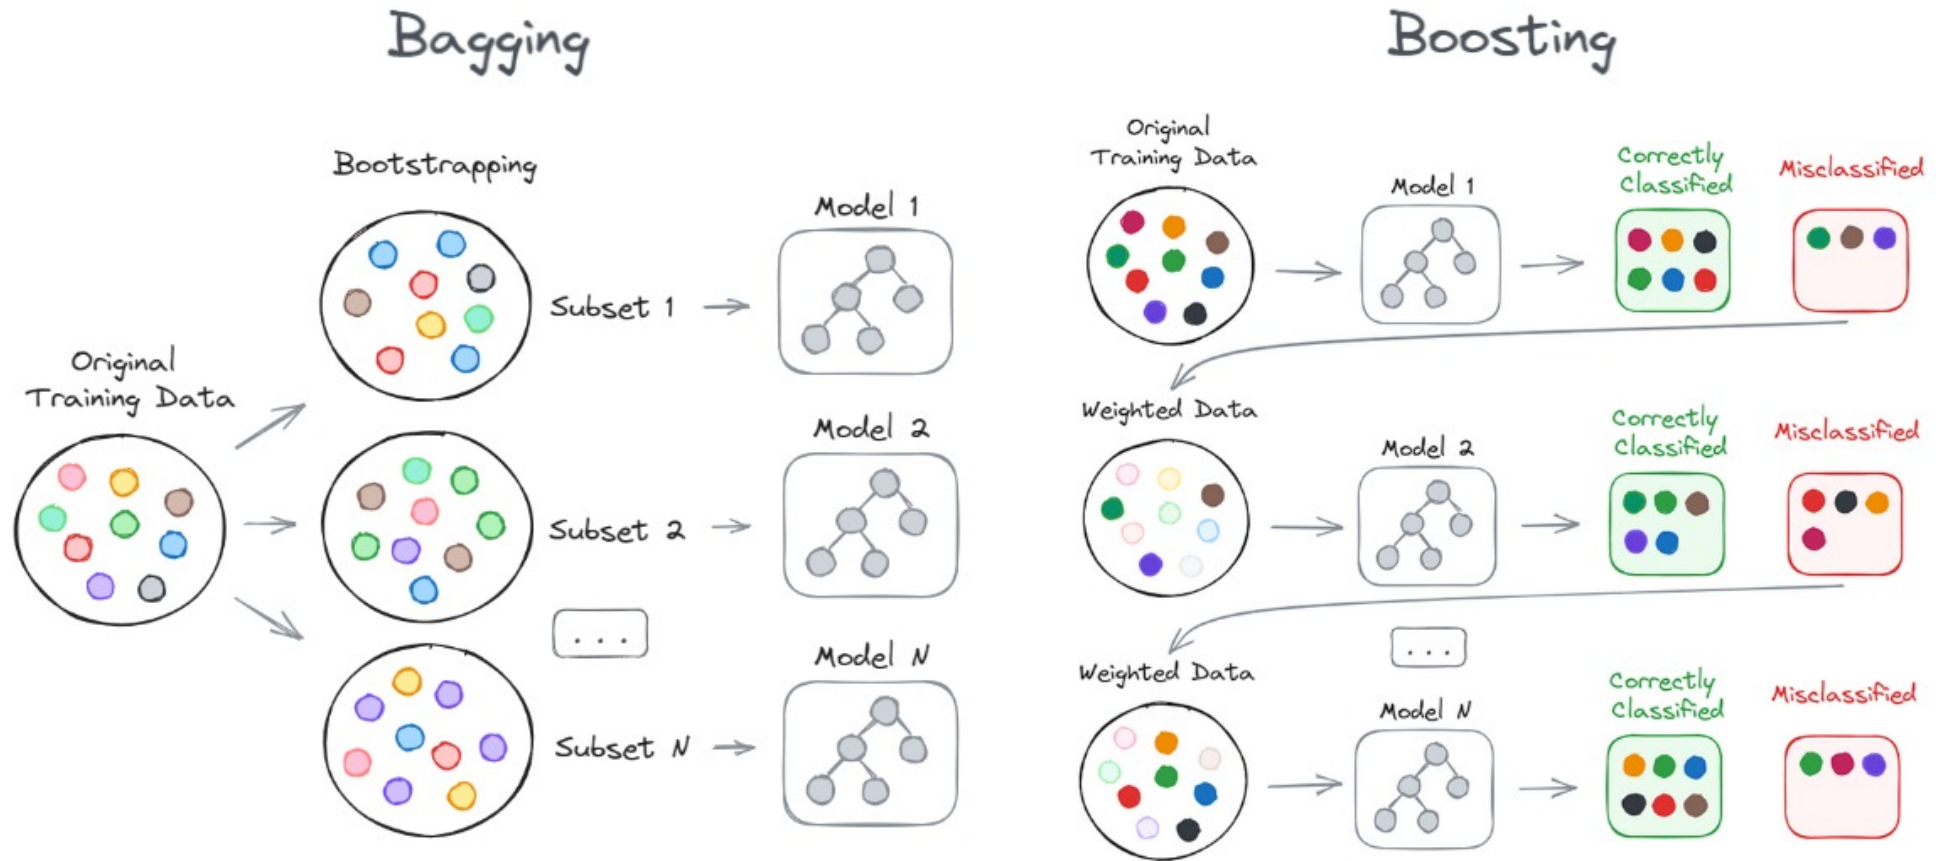 Bagging
Bootstrapping
Original
Training Data
Subset 1
Model 1
Subset 2
Model 2
...
Subset N
Model N
Boosting
Original
Training Data
Model 1
Correctly
Classified
Misclassified
Weighted Data
Model 2
Correctly
Classified
Misclassified
...
Weighted Data
Model N
Correctly
Classified
Misclassified